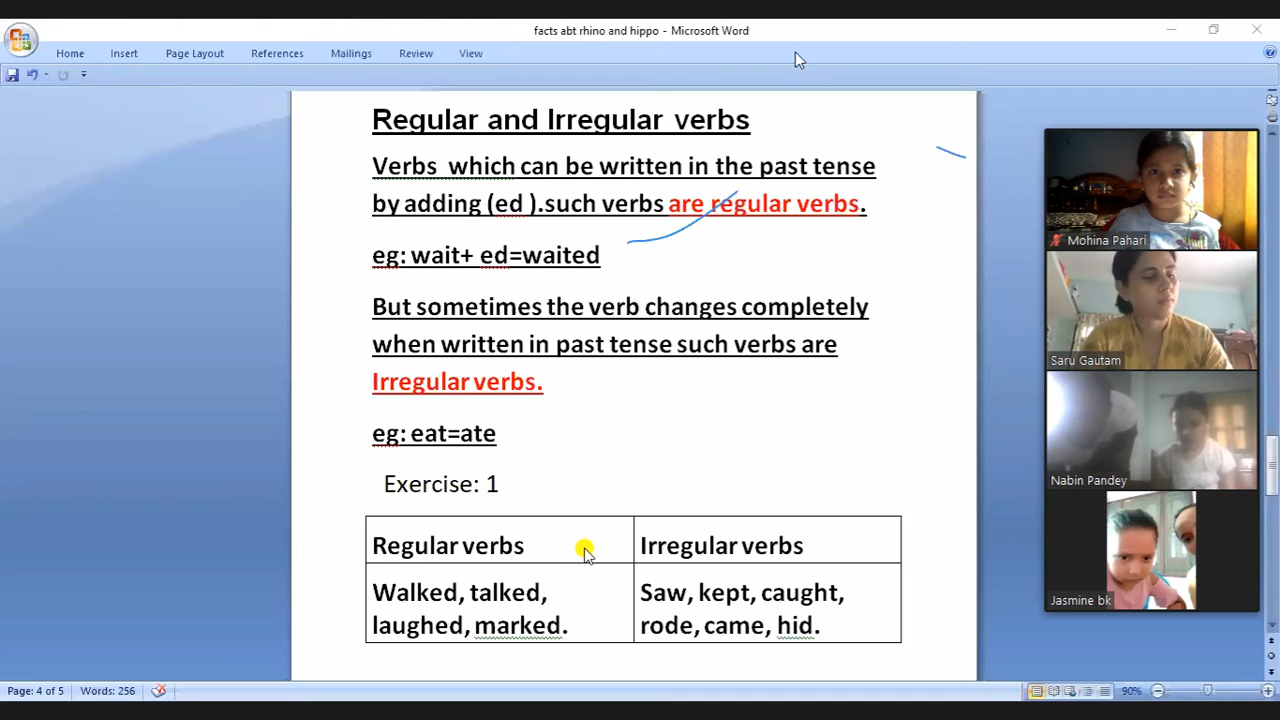 facts abt rhino and hippo - Microsoft Word
Home Insert Page Layout References Mailings Review View
Regular and Irregular verbs
Verbs which can be written in the past tense
by adding (ed ).such verbs are regular verbs.
eg: wait+ ed=waited
But sometimes the verb changes completely
when written in past tense such verbs are
Irregular verbs.
eg: eat=ate
Exercise: 1
Regular verbs
Irregular verbs
Walked, talked,
laughed, marked.
Saw, kept, caught,
rode, came, hid.
Mohina Pahari
Saru Gautam
Nabin Pandey
Jasmine bk
Page: 4 of 5 Words: 256
90%